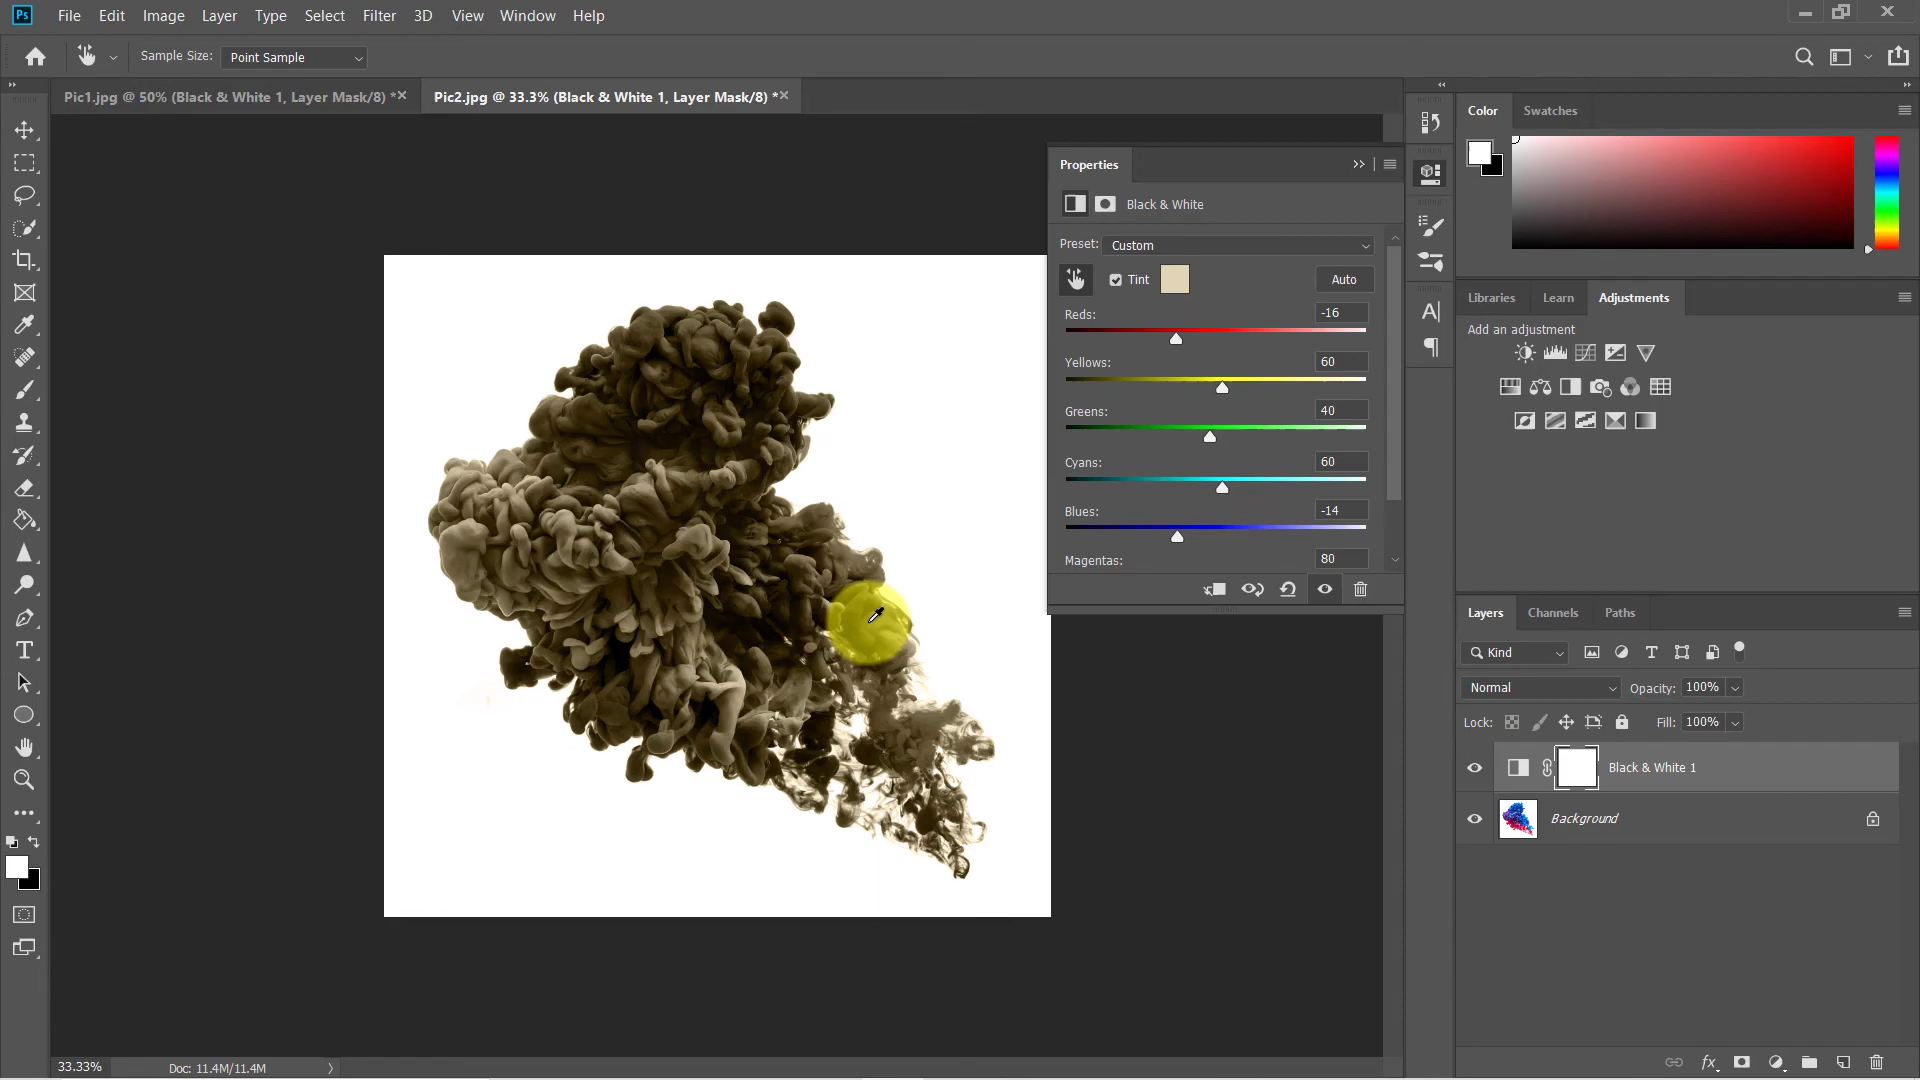 Ps File Edit Image Layer Type Select Filter 3D View Window Help
Sample Size: Point Sample
Pic1.jpg @ 50% (Black & White 1, Layer Mask/8) * Pic2.jpg @ 33.3% (Black & White 1, Layer Mask/8) *
Properties
Black & White
Preset: Custom
Tint Auto
Reds: -16
Yellows: 60
Greens: 40
Cyans: 60
Blues: -14
Magentas: 80
Color Swatches
Libraries Learn Adjustments
Add an adjustment
Layers Channels Paths
Kind
Normal Opacity: 100%
Lock: Fill: 100%
Black & White 1
Background
33.33% Doc: 11.4M/11.4M